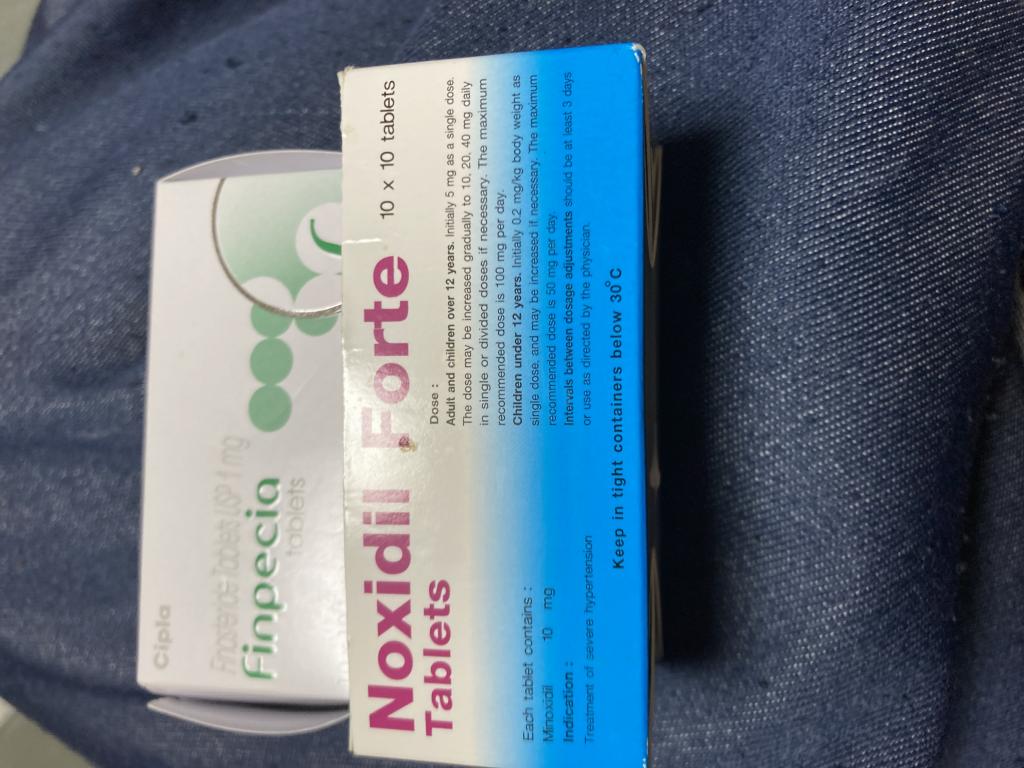 Cipla
Finasteride Tablets USP 1 mg
Finpecia
tablets
Noxidil Forte 10 x 10 tablets
Tablets
Dose :
Adult and children over 12 years. Initially 5 mg as a single dose.
The dose may be increased gradually to 10, 20, 40 mg daily
in single or divided doses if necessary. The maximum
recommended dose is 100 mg per day.
Children under 12 years. Initially 0.2 mg/kg body weight as
single dose, and may be increased if necessary. The maximum
recommended dose is 50 mg per day.
Intervals between dosage adjustments should be at least 3 days
or use as directed by the physician.
Each tablet contains :
Minoxidil 10 mg
Indication :
Treatment of severe hypertension
Keep in tight containers below 30°C